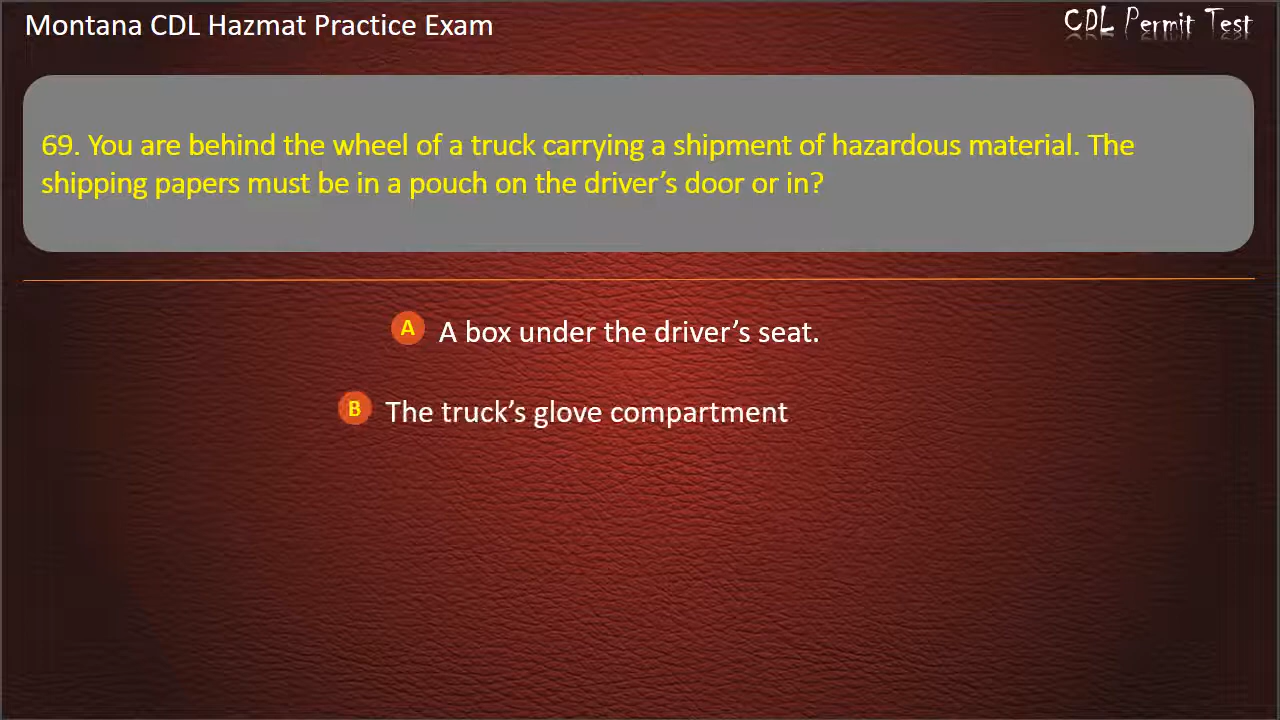 Montana CDL Hazmat Practice Exam
CDL Permit Test
69. You are behind the wheel of a truck carrying a shipment of hazardous material. The
shipping papers must be in a pouch on the driver’s door or in?
A A box under the driver’s seat.
B The truck’s glove compartment